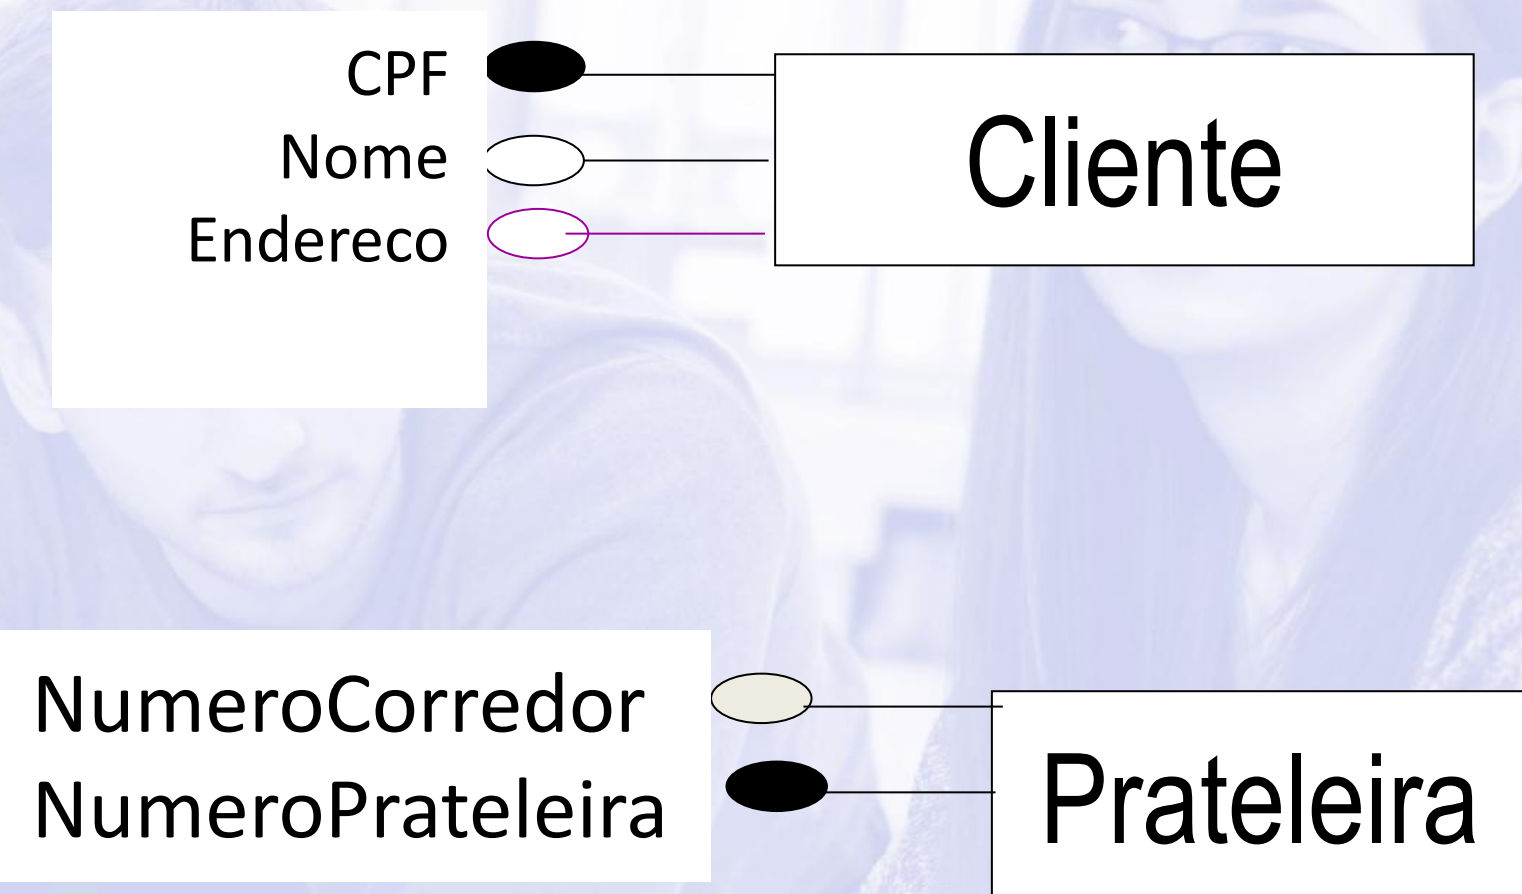 CPF
Nome
Endereco
Cliente
NumeroCorredor
NumeroPrateleira
Prateleira